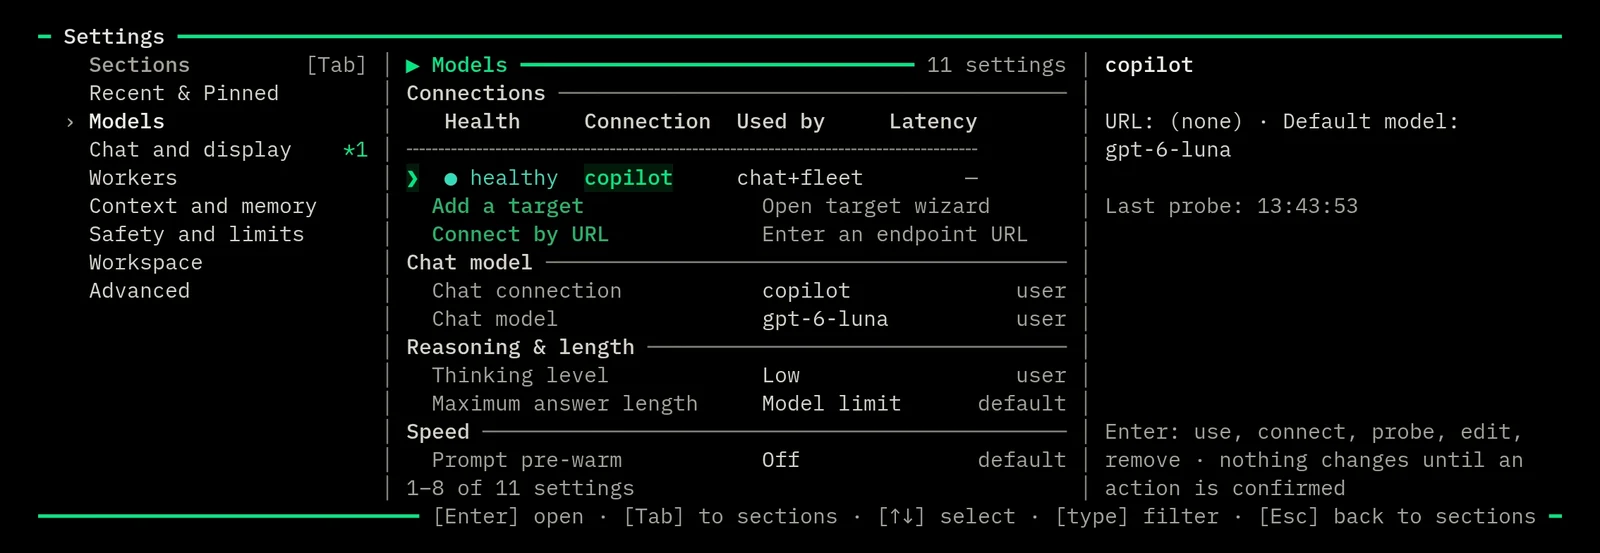 Settings
Sections [Tab]
Recent & Pinned
› Models
Chat and display *1
Workers
Context and memory
Safety and limits
Workspace
Advanced
▶ Models 11 settings
Connections
Health Connection Used by Latency
❯ ● healthy copilot chat+fleet —
Add a target Open target wizard
Connect by URL Enter an endpoint URL
Chat model
Chat connection copilot user
Chat model gpt-6-luna user
Reasoning & length
Thinking level Low user
Maximum answer length Model limit default
Speed
Prompt pre-warm Off default
1–8 of 11 settings
copilot
URL: (none) · Default model:
gpt-6-luna
Last probe: 13:43:53
Enter: use, connect, probe, edit,
remove · nothing changes until an
action is confirmed
[Enter] open · [Tab] to sections · [↑↓] select · [type] filter · [Esc] back to sections